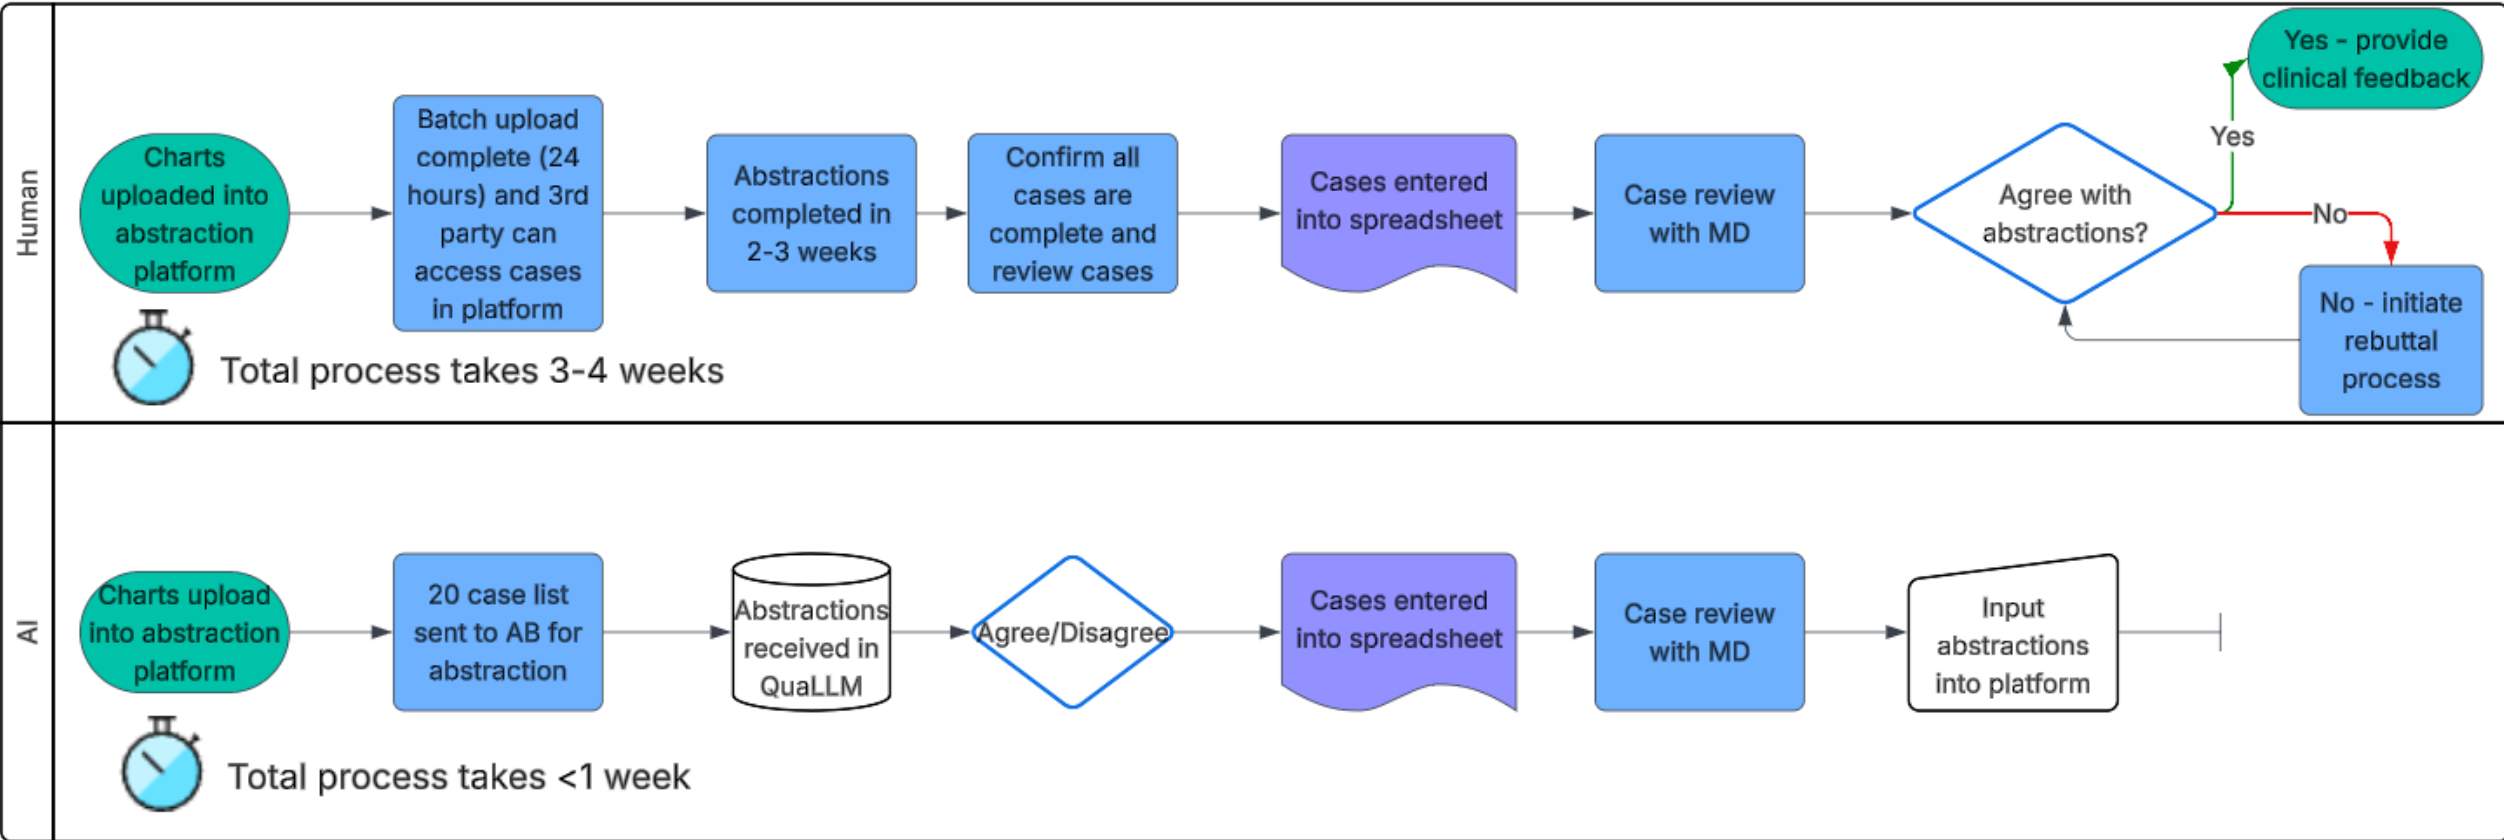 Human
Charts
uploaded into
abstraction
platform
Batch upload
complete (24
hours) and 3rd
party can
access cases
in platform
Abstractions
completed in
2-3 weeks
Confirm all
cases are
complete and
review cases
Cases entered
into spreadsheet
Case review
with MD
Agree with
abstractions?
Yes
Yes - provide
clinical feedback
No
No - initiate
rebuttal
process
Total process takes 3-4 weeks
AI
Charts upload
into abstraction
platform
20 case list
sent to AB for
abstraction
Abstractions
received in
QuaLLM
Agree/Disagree
Cases entered
into spreadsheet
Case review
with MD
Input
abstractions
into platform
Total process takes <1 week